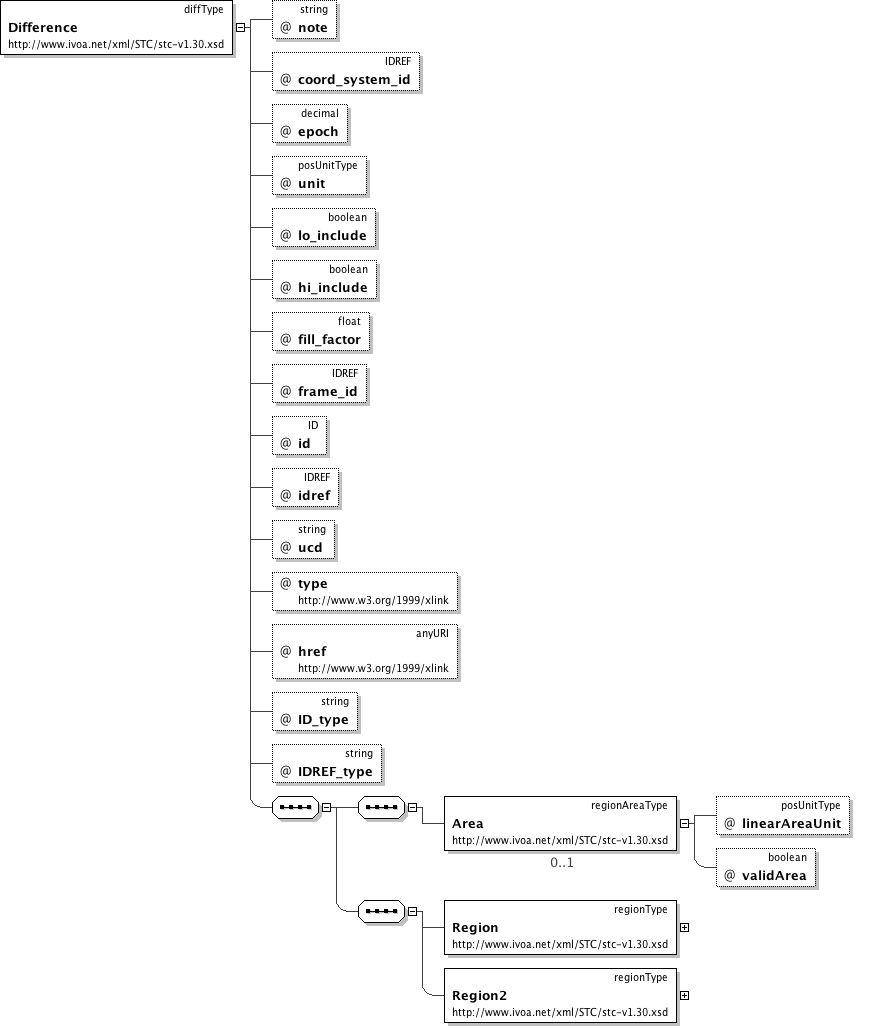 diffType
Difference
http://www.ivoa.net/xml/STC/stc-v1.30.xsd
string
@ note
IDREF
@ coord_system_id
decimal
@ epoch
posUnitType
@ unit
boolean
@ lo_include
boolean
@ hi_include
float
@ fill_factor
IDREF
@ frame_id
ID
@ id
IDREF
@ idref
string
@ ucd
@ type
http://www.w3.org/1999/xlink
anyURI
@ href
http://www.w3.org/1999/xlink
string
@ ID_type
string
@ IDREF_type
regionAreaType
Area
http://www.ivoa.net/xml/STC/stc-v1.30.xsd
0..1
posUnitType
@ linearAreaUnit
boolean
@ validArea
regionType
Region
http://www.ivoa.net/xml/STC/stc-v1.30.xsd
regionType
Region2
http://www.ivoa.net/xml/STC/stc-v1.30.xsd